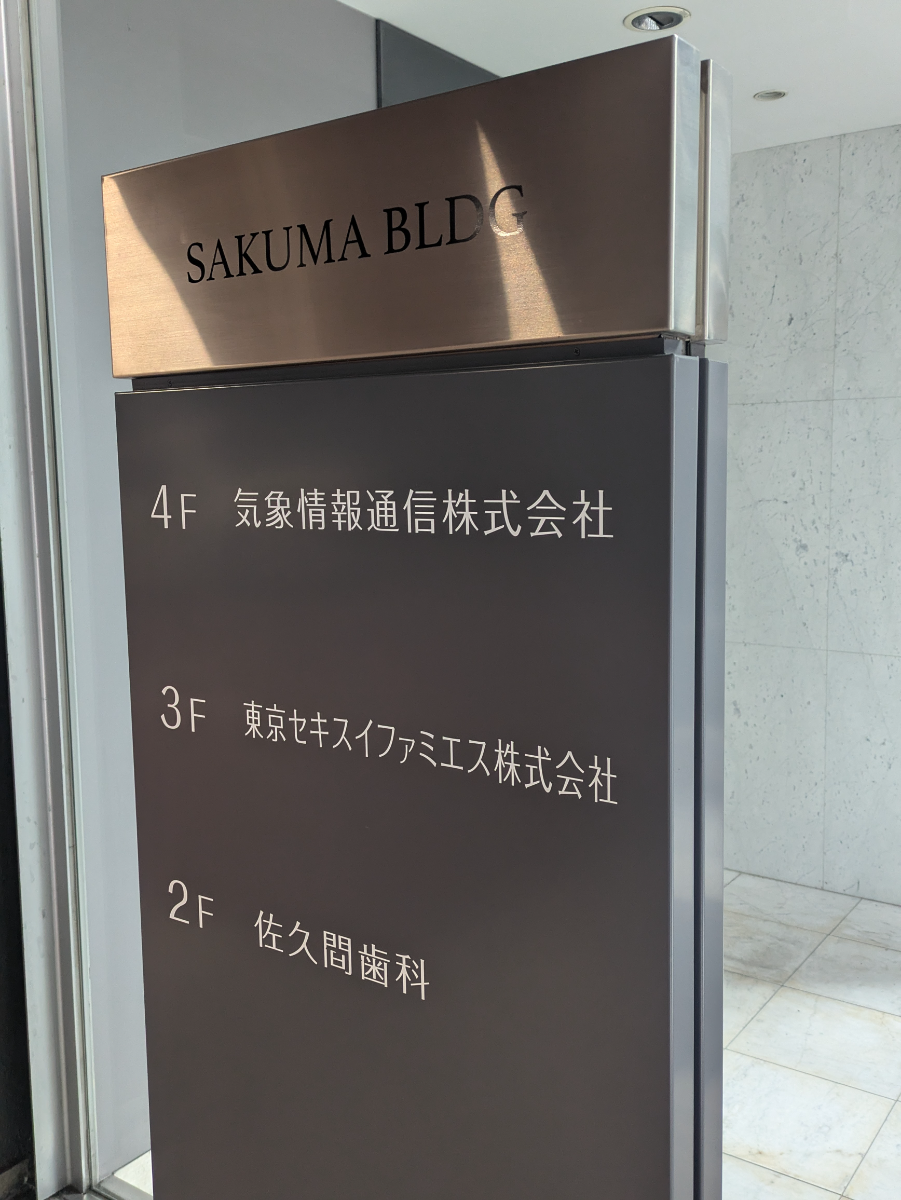 SAKUMA BLDG
4F 気象情報通信株式会社
3F 東京セキスイファミエス株式会社
2F 佐久間歯科